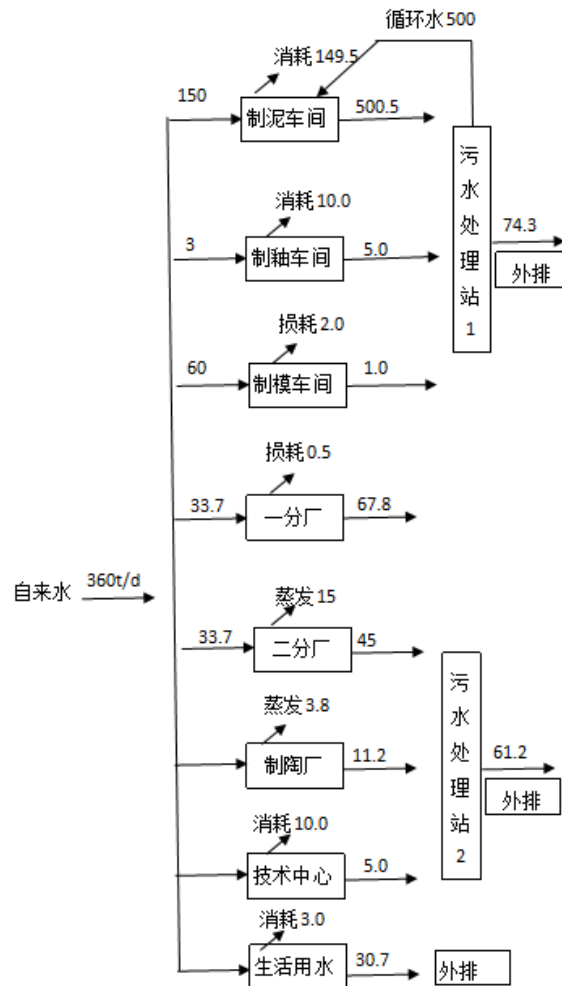 循环水500
消耗149.5
150
制泥车间
500.5
消耗10.0
3
制釉车间
5.0
污水处理站1
74.3
外排
损耗2.0
60
制模车间
1.0
损耗0.5
33.7
一分厂
67.8
自来水
360t/d
蒸发15
33.7
二分厂
45
蒸发3.8
制陶厂
11.2
污水处理站2
61.2
外排
消耗10.0
技术中心
5.0
消耗3.0
生活用水
30.7
外排